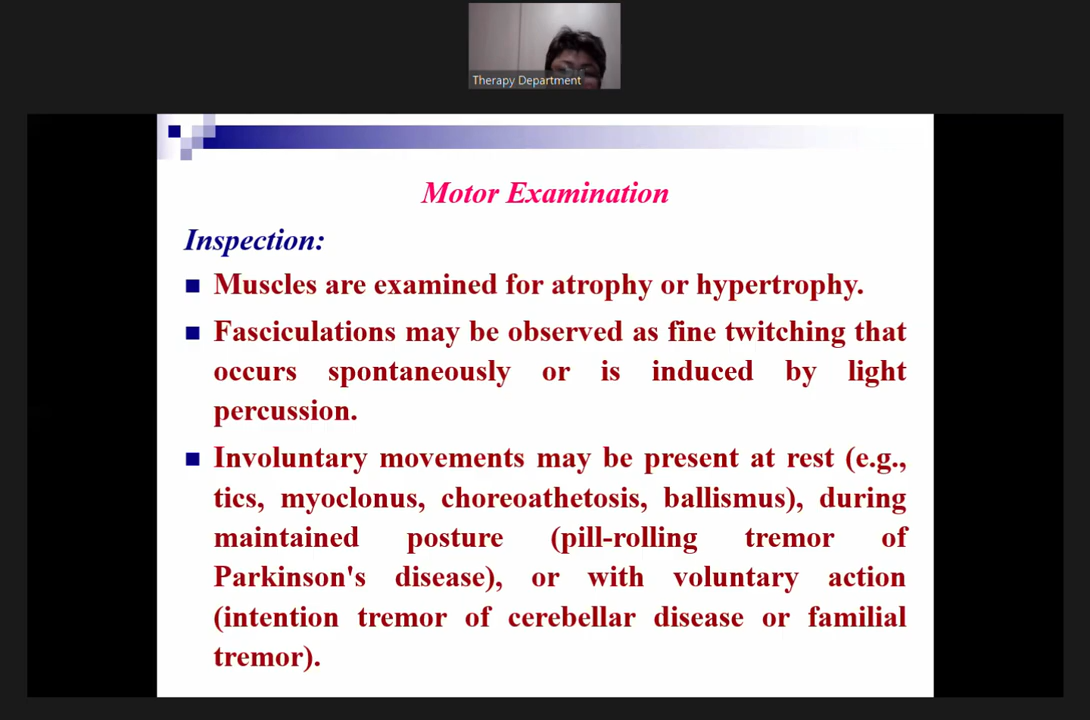 Therapy Department
Motor Examination
Inspection:
Muscles are examined for atrophy or hypertrophy.
Fasciculations may be observed as fine twitching that
occurs spontaneously or is induced by light
percussion.
Involuntary movements may be present at rest (e.g.,
tics, myoclonus, choreoathetosis, ballismus), during
maintained posture (pill-rolling tremor of
Parkinson's disease), or with voluntary action
(intention tremor of cerebellar disease or familial
tremor).